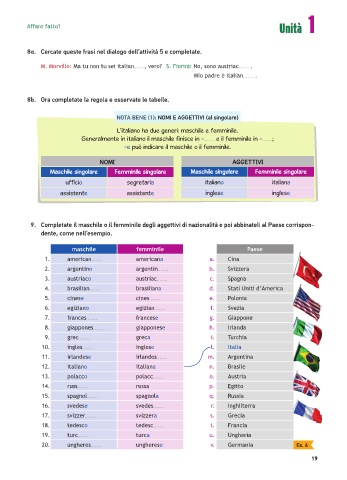 Affare fatto!
Unità 1
8a. Cercate queste frasi nel dialogo dell'attività 5 e completate.
M. Morville: Ma tu non tu sei italian....., vero? S. Fiorini: No, sono austriac..... .
Mio padre è italian..... .
8b. Ora completate la regola e osservate le tabelle.
NOTA BENE (1): NOMI E AGGETTIVI (al singolare)
L'italiano ha due generi: maschile e femminile.
Generalmente in italiano il maschile finisce in –..... e il femminile in –.....;
–e può indicare il maschile o il femminile.
NOMI AGGETTIVI
Maschile singolare Femminile singolare Maschile singolare Femminile singolare
ufficio segretaria italiano italiana
assistente assistente inglese inglese
9. Completate il maschile o il femminile degli aggettivi di nazionalità e poi abbinateli al Paese corrispon-
dente, come nell'esempio.
maschile femminile Paese
1. american..... americana a. Cina
2. argentino argentin..... b. Svizzera
3. austriaco austriac..... c. Spagna
4. brasilian..... brasiliana d. Stati Uniti d'America
5. cinese cines..... e. Polonia
6. egiziano egizian..... f. Svezia
7. frances..... francese g. Giappone
8. giappones..... giapponese h. Irlanda
9. grec..... greca i. Turchia
10. ingles..... inglese l. Italia
11. irlandese irlandes..... m. Argentina
12. italiano italiana n. Brasile
13. polacco polacc..... o. Austria
14. russ..... russa p. Egitto
15. spagnol..... spagnola q. Russia
16. svedese svedes..... r. Inghilterra
17. svizzer..... svizzera s. Grecia
18. tedesco tedesc..... t. Francia
19. turc..... turca u. Ungheria
20. ungheres..... ungherese v. Germania
Es. 6
19